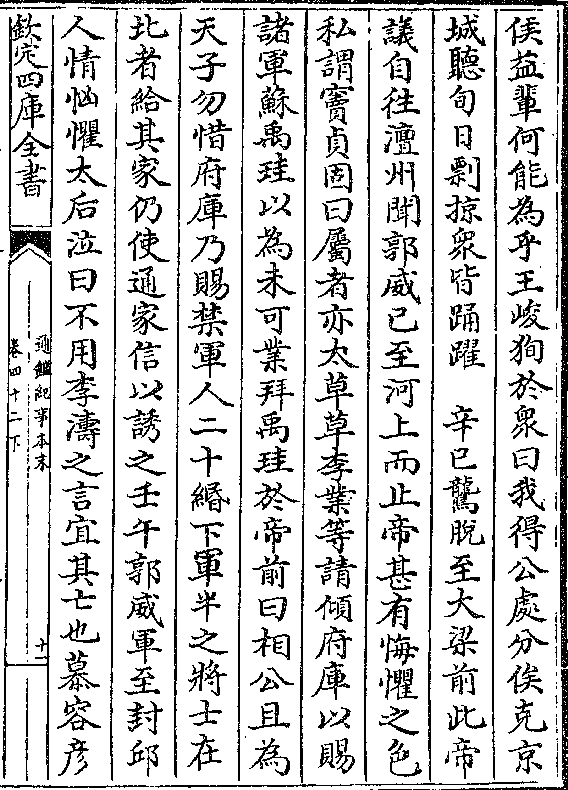 侯益輩何能為乎王峻狥於衆曰我得公處分俟克京
城聽旬日剽掠衆皆踊躍　辛巳鸗脫至大梁前此帝
議自往澶州聞郭威已至河上而止帝甚有悔懼之色
私謂竇貞固曰屬者亦太草草李業等請傾府庫以賜
諸軍蘇禹珪以為未可業拜禹珪於帝前曰相公且為
天子勿惜府庫乃賜禁軍人二十緡下軍半之將士在
北者給其家仍使通家信以誘之壬午郭威軍至封邱
人情忷懼太后泣曰不用李濤之言宜其亡也慕容彦
欽定四庫全書
通鑑紀事本末
卷四十二下
十一